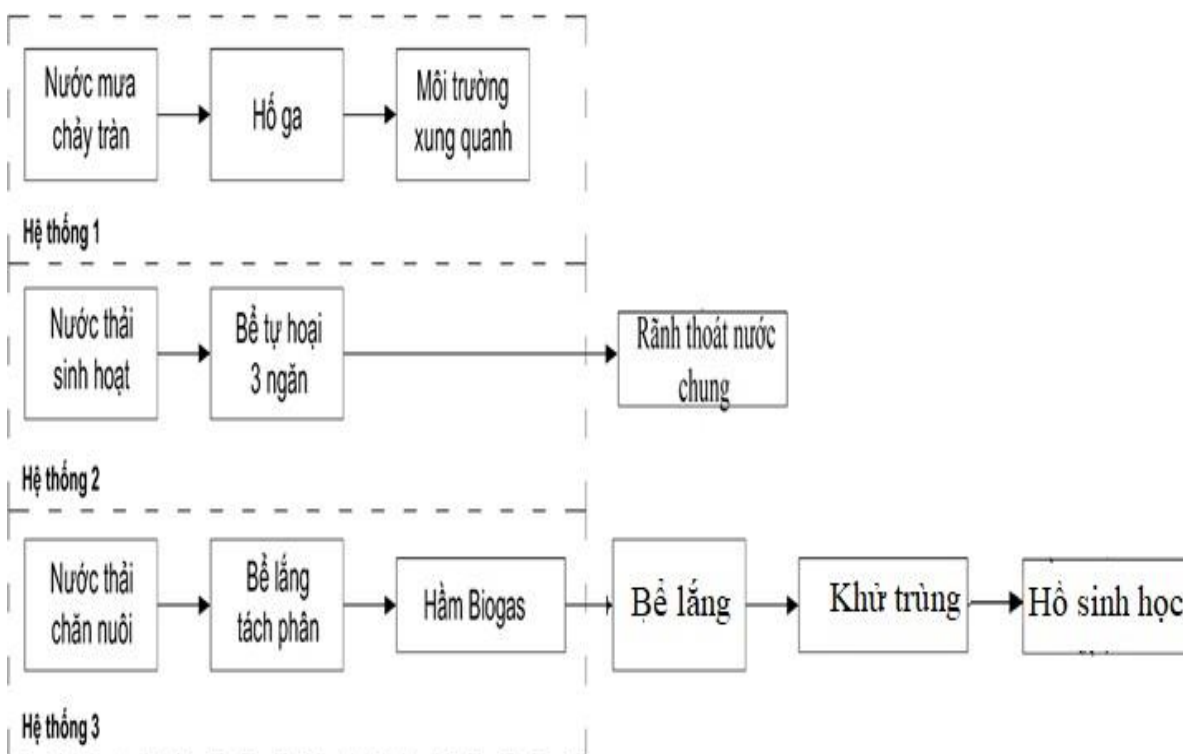 Nước mưa
chảy tràn
Hố ga
Môi trường
xung quanh
Hệ thống 1
Nước thải
sinh hoạt
Bể tự hoại
3 ngăn
Rãnh thoát nước
chung
Hệ thống 2
Nước thải
chăn nuôi
Bể lắng
tách phân
Hầm Biogas
Bể lắng
Khử trùng
Hồ sinh học
Hệ thống 3